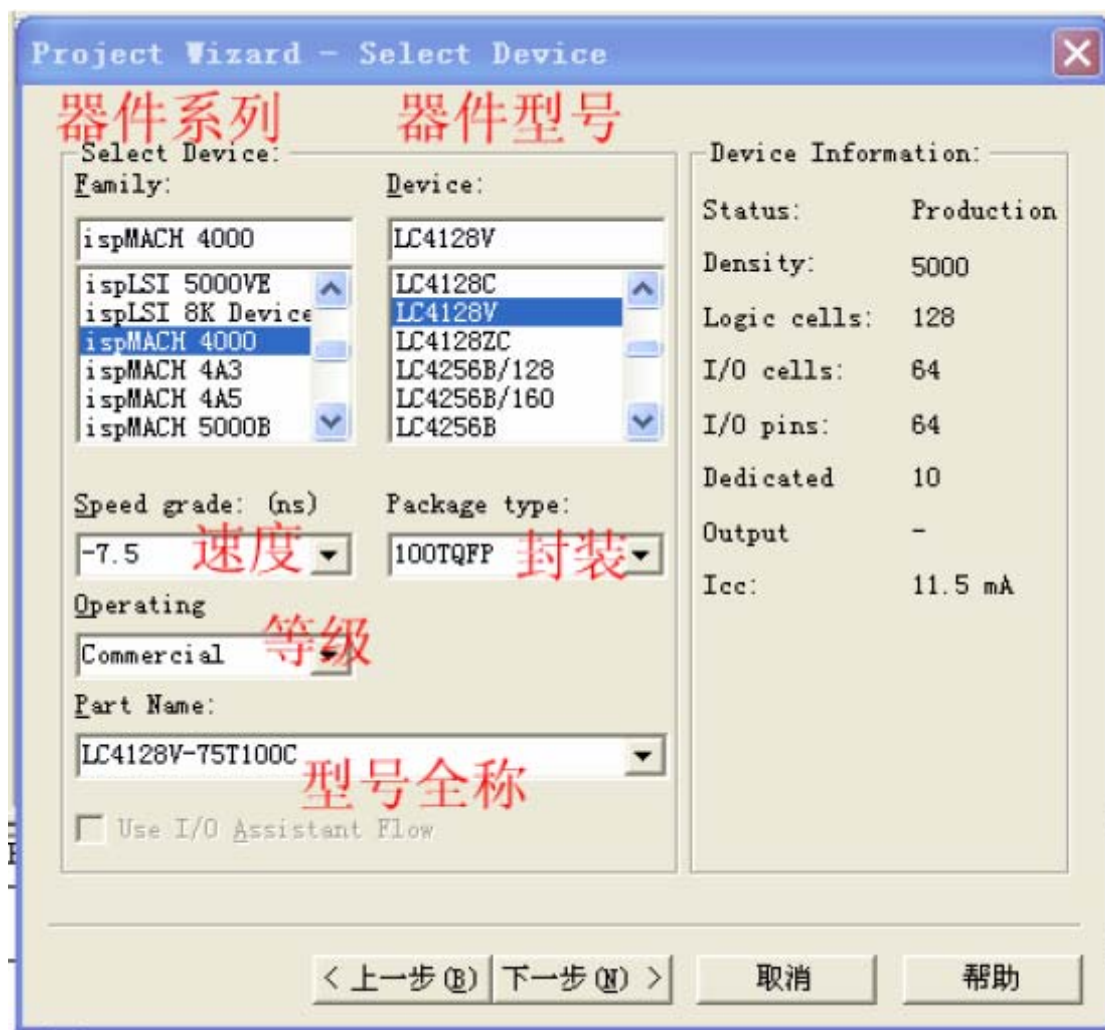 Project Wizard - Select Device
器件系列 器件型号
Select Device:
Family: Device:
ispMACH 4000 LC4128V
ispLSI 5000VE LC4128C
ispLSI 8K Device LC4128V
ispMACH 4000 LC4128ZC
ispMACH 4A3 LC4256B/128
ispMACH 4A5 LC4256B/160
ispMACH 5000B LC4256B
Speed grade: (ns) Package type:
-7.5 速度 100TQFP 封装
Operating
Commercial 等级
Part Name:
LC4128V-75T100C
型号全称
Use I/O Assistant Flow
Device Information:
Status: Production
Density: 5000
Logic cells: 128
I/O cells: 64
I/O pins: 64
Dedicated 10
Output -
Icc: 11.5 mA
< 上一步(B) 下一步(N) > 取消 帮助